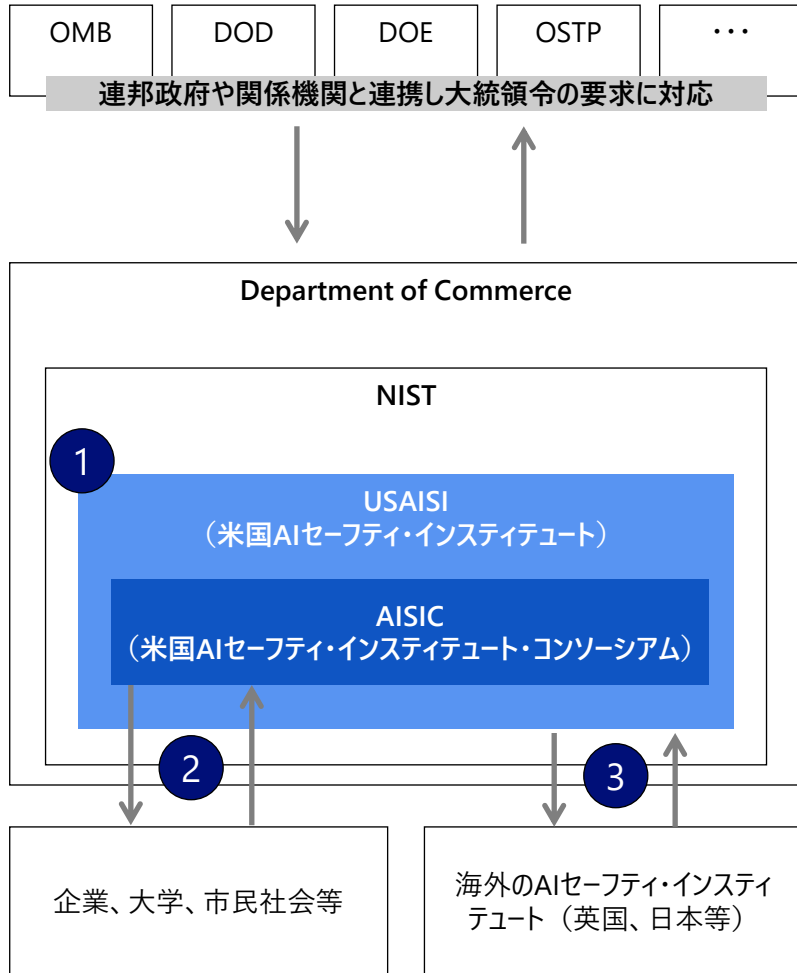 OMB
DOD
DOE
OSTP
・・・
連邦政府や関係機関と連携し大統領令の要求に対応
Department of Commerce
NIST
1
USAISI
（米国AIセーフティ・インスティテュート）
AISIC
（米国AIセーフティ・インスティテュート・コンソーシアム）
2
3
企業、大学、市民社会等
海外のAIセーフティ・インスティ
テュート（英国、日本等）